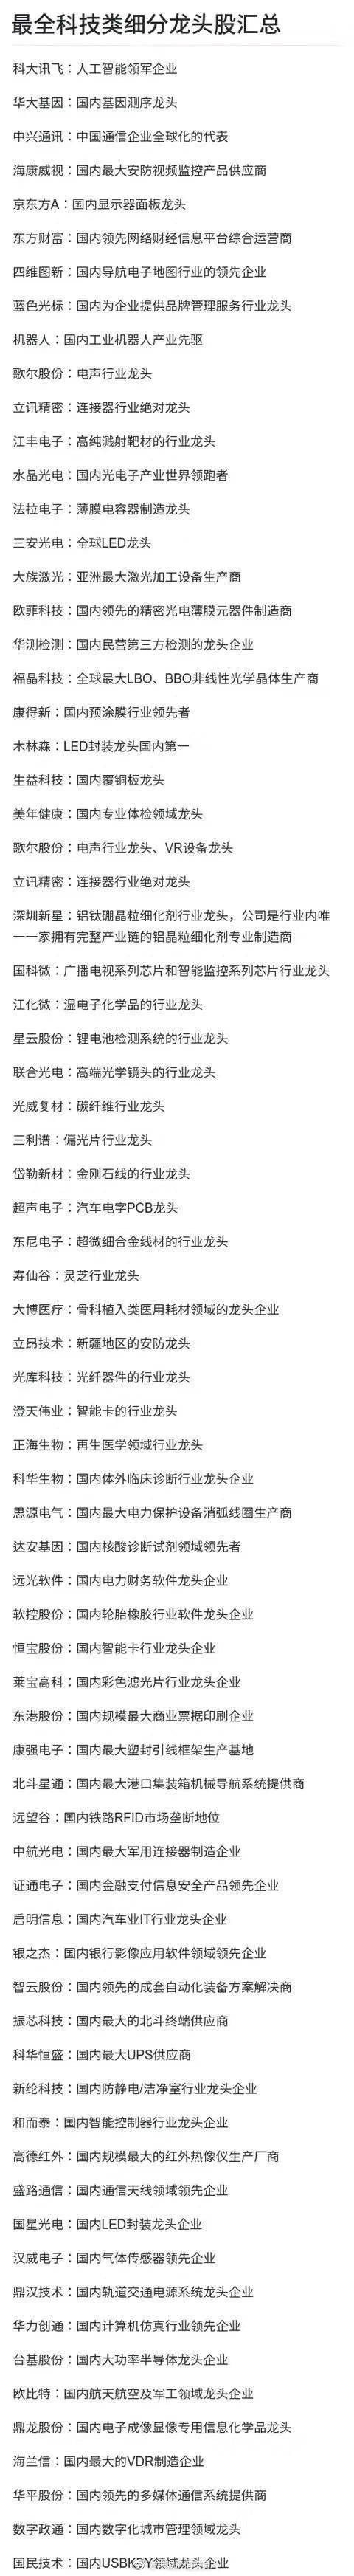 最全科技类细分龙头股汇总
科大讯飞：人工智能领军企业
华大基因：国内基因测序龙头
中兴通讯：中国通信企业全球化的代表
海康威视：国内最大安防视频监控产品供应商
京东方A：国内显示器面板龙头
东方财富：国内领先网络财经信息平台综合运营商
四维图新：国内导航电子地图行业的领先企业
蓝色光标：国内为企业提供品牌管理服务行业龙头
机器人：国内工业机器人产业先驱
歌尔股份：电声行业龙头
立讯精密：连接器行业绝对龙头
江丰电子：高纯溅射靶材的行业龙头
水晶光电：国内光电子产业世界领跑者
法拉电子：薄膜电容器制造龙头
三安光电：全球LED龙头
大族激光：亚洲最大激光加工设备生产商
欧菲科技：国内领先的精密光电薄膜元器件制造商
华测检测：国内民营第三方检测的龙头企业
福晶科技：全球最大LBO、BBO非线性光学晶体生产商
康得新：国内预涂膜行业领先者
木林森：LED封装龙头国内第一
生益科技：国内覆铜板龙头
美年健康：国内专业体检领域龙头
歌尔股份：电声行业龙头、VR设备龙头
立讯精密：连接器行业绝对龙头
深圳新星：铝钛硼晶粒细化剂行业龙头，公司是行业内唯
一一家拥有完整产业链的铝晶粒细化剂专业制造商
国科微：广播电视系列芯片和智能监控系列芯片行业龙头
江化微：湿电子化学品的行业龙头
星云股份：锂电池检测系统的行业龙头
联合光电：高端光学镜头的行业龙头
光威复材：碳纤维行业龙头
三利谱：偏光片行业龙头
岱勒新材：金刚石线的行业龙头
超声电子：汽车电字PCB龙头
东尼电子：超微细合金线材的行业龙头
寿仙谷：灵芝行业龙头
大博医疗：骨科植入类医用耗材领域的龙头企业
立昂技术：新疆地区的安防龙头
光库科技：光纤器件的行业龙头
澄天伟业：智能卡的行业龙头
正海生物：再生医学领域行业龙头
科华生物：国内体外临床诊断行业龙头企业
思源电气：国内最大电力保护设备消弧线圈生产商
达安基因：国内核酸诊断试剂领域领先者
远光软件：国内电力财务软件龙头企业
软控股份：国内轮胎橡胶行业软件龙头企业
恒宝股份：国内智能卡行业龙头企业
莱宝高科：国内彩色滤光片行业龙头企业
东港股份：国内规模最大商业票据印刷企业
康强电子：国内最大塑封引线框架生产基地
北斗星通：国内最大港口集装箱机械导航系统提供商
远望谷：国内铁路RFID市场垄断地位
中航光电：国内最大军用连接器制造企业
证通电子：国内金融支付信息安全产品领先企业
启明信息：国内汽车业IT行业龙头企业
银之杰：国内银行影像应用软件领域领先企业
智云股份：国内领先的成套自动化装备方案解决商
振芯科技：国内最大的北斗终端供应商
科华恒盛：国内最大UPS供应商
新纶科技：国内防静电/洁净室行业龙头企业
和而泰：国内智能控制器行业龙头企业
高德红外：国内规模最大的红外热像仪生产厂商
盛路通信：国内通信天线领域领先企业
国星光电：国内LED封装龙头企业
汉威电子：国内气体传感器领先企业
鼎汉技术：国内轨道交通电源系统龙头企业
华力创通：国内计算机仿真行业领先企业
台基股份：国内大功率半导体龙头企业
欧比特：国内航天航空及军工领域龙头企业
鼎龙股份：国内电子成像显像专用信息化学品龙头
海兰信：国内最大的VDR制造企业
华平股份：国内领先的多媒体通信系统提供商
数字政通：国内数字化城市管理领域龙头
国民技术：国内USBKEY领域龙头企业